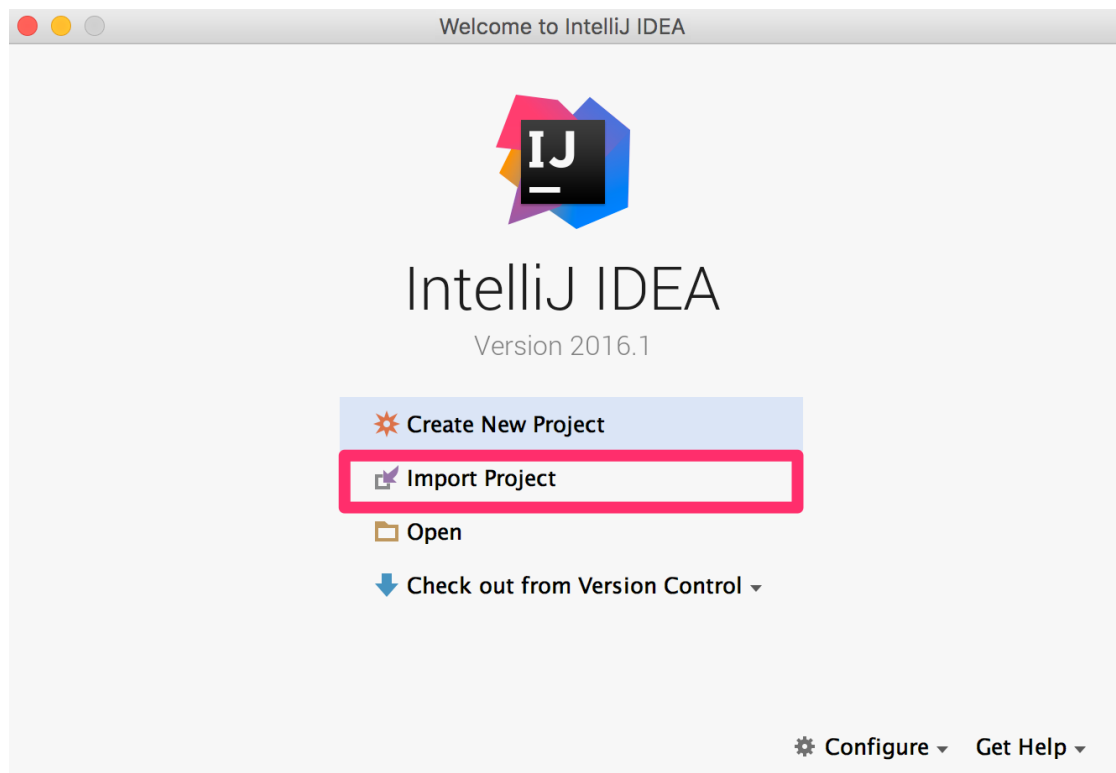 Welcome to IntelliJ IDEA
IJ
IntelliJ IDEA
Version 2016.1
Create New Project
Import Project
Open
Check out from Version Control
Configure Get Help